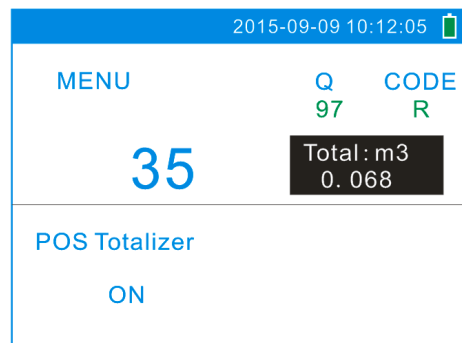 2015-09-09 10:12:05
MENU Q CODE
97 R
35 Total: m3
0.068
POS Totalizer
ON